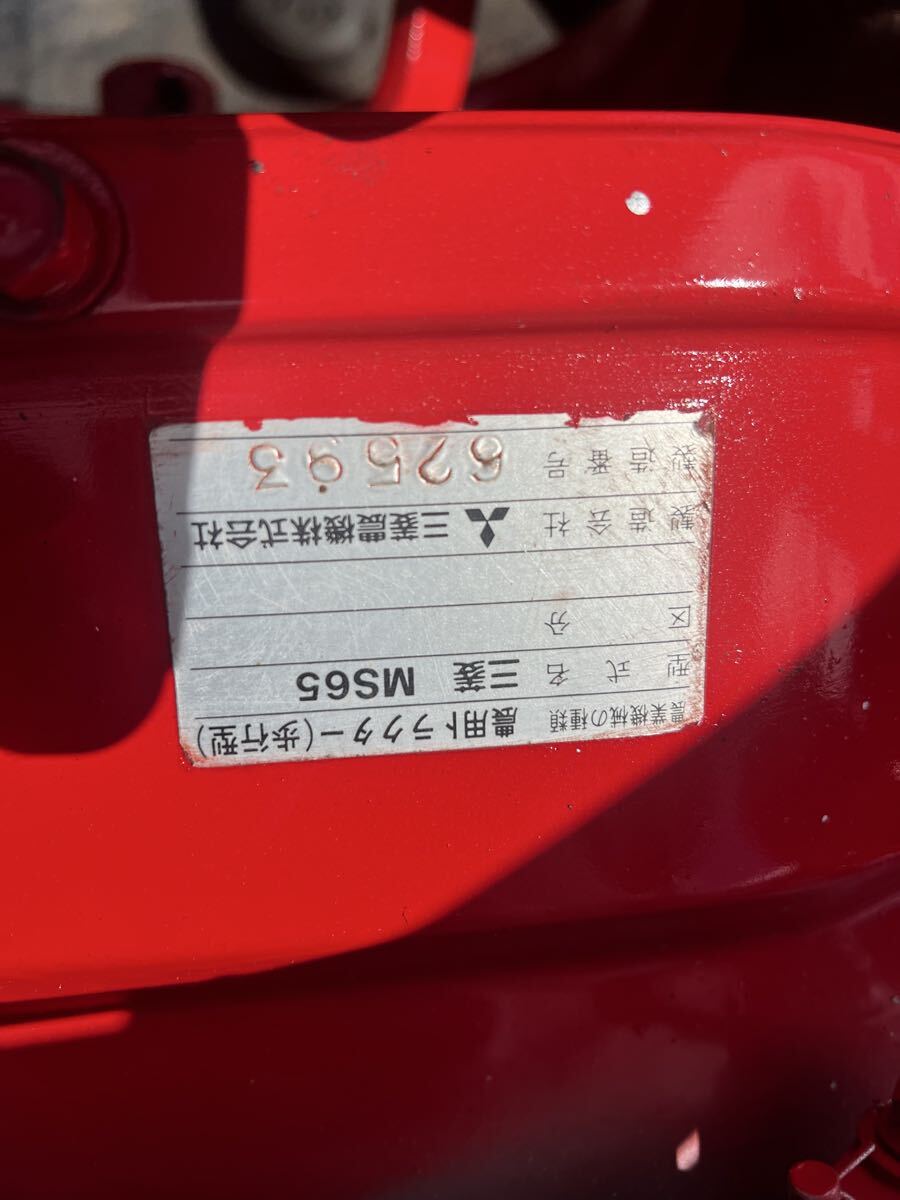 農業機械の種類 農用トラクター(歩行型)
型式名 三菱 MS65
区分
製造会社 三菱農機株式会社
製造番号 62593